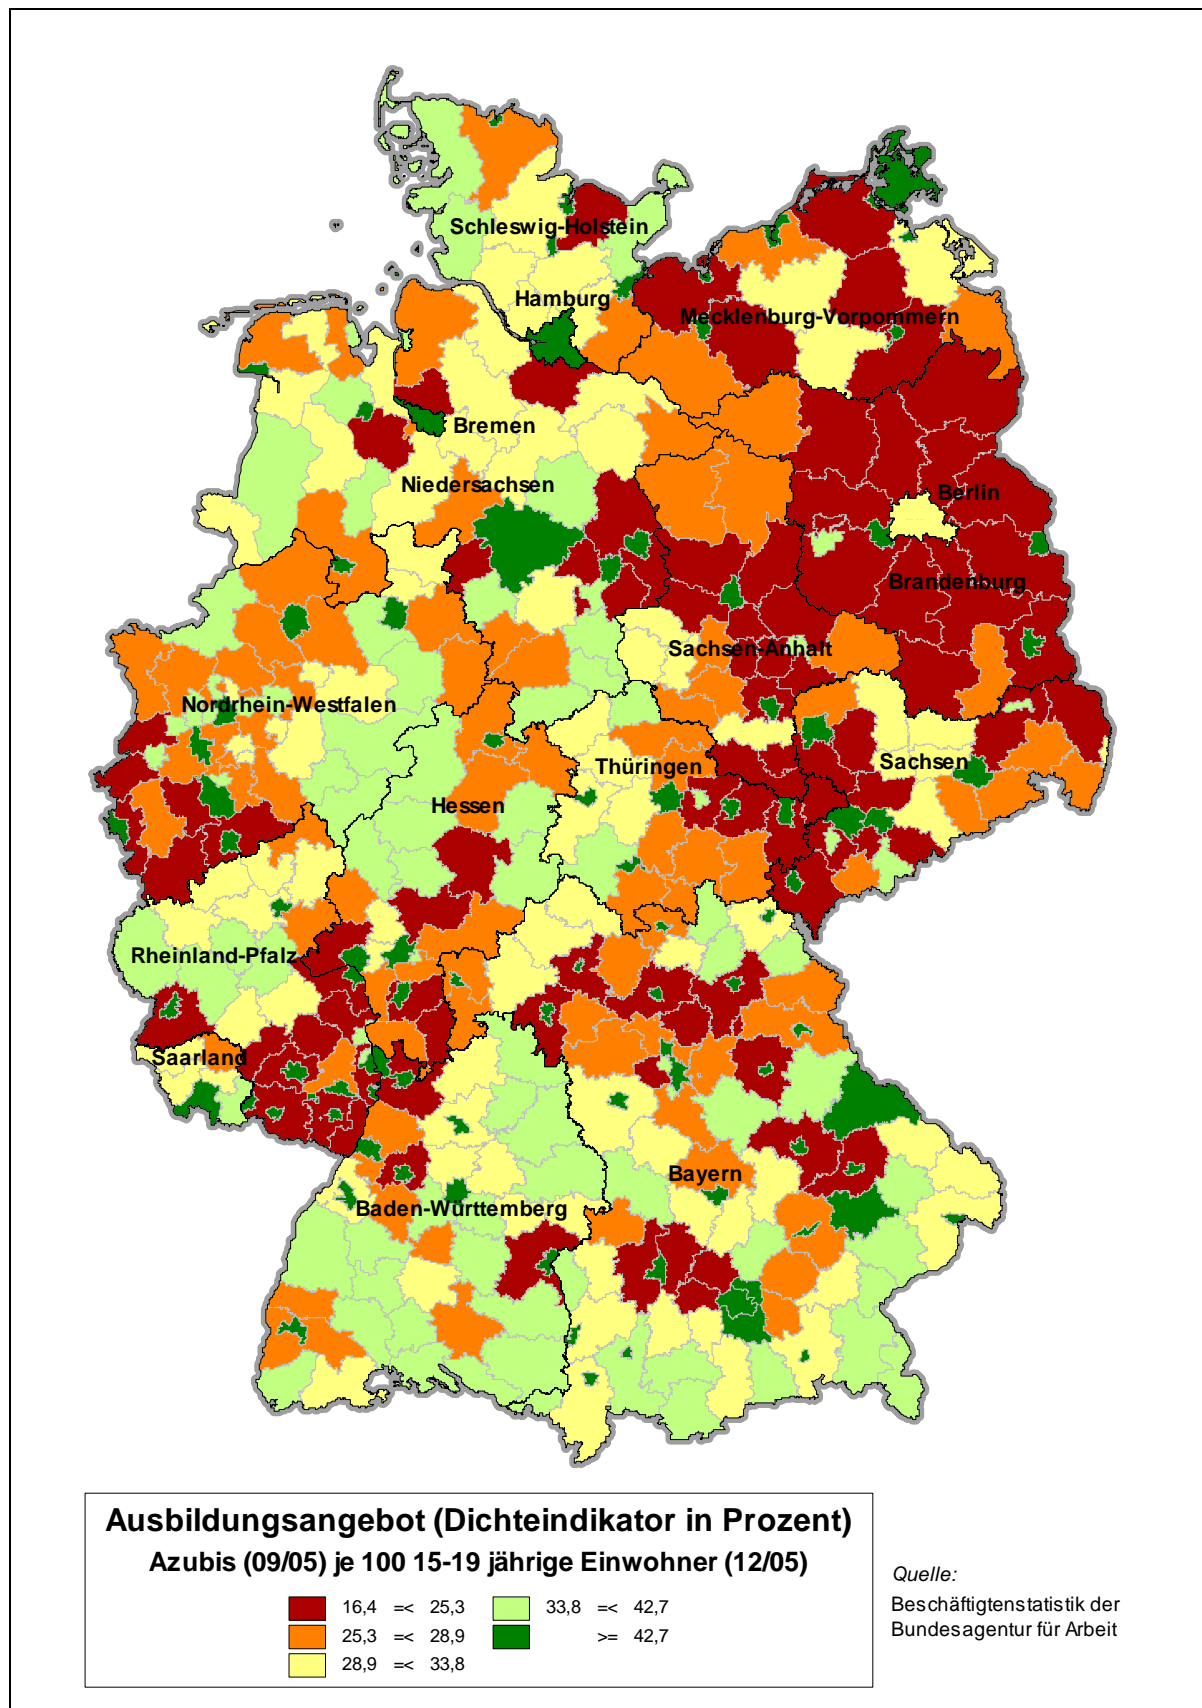 Schleswig-Holstein
Hamburg
Mecklenburg-Vorpommern
Bremen
Niedersachsen
Berlin
Brandenburg
Sachsen-Anhalt
Nordrhein-Westfalen
Sachsen
Thüringen
Hessen
Rheinland-Pfalz
Saarland
Bayern
Baden-Württemberg
Ausbildungsangebot (Dichteindikator in Prozent)
Azubis (09/05) je 100 15-19 jährige Einwohner (12/05)
16,4 =< 25,3
25,3 =< 28,9
28,9 =< 33,8
33,8 =< 42,7
>= 42,7
Quelle:
Beschäftigtenstatistik der
Bundesagentur für Arbeit